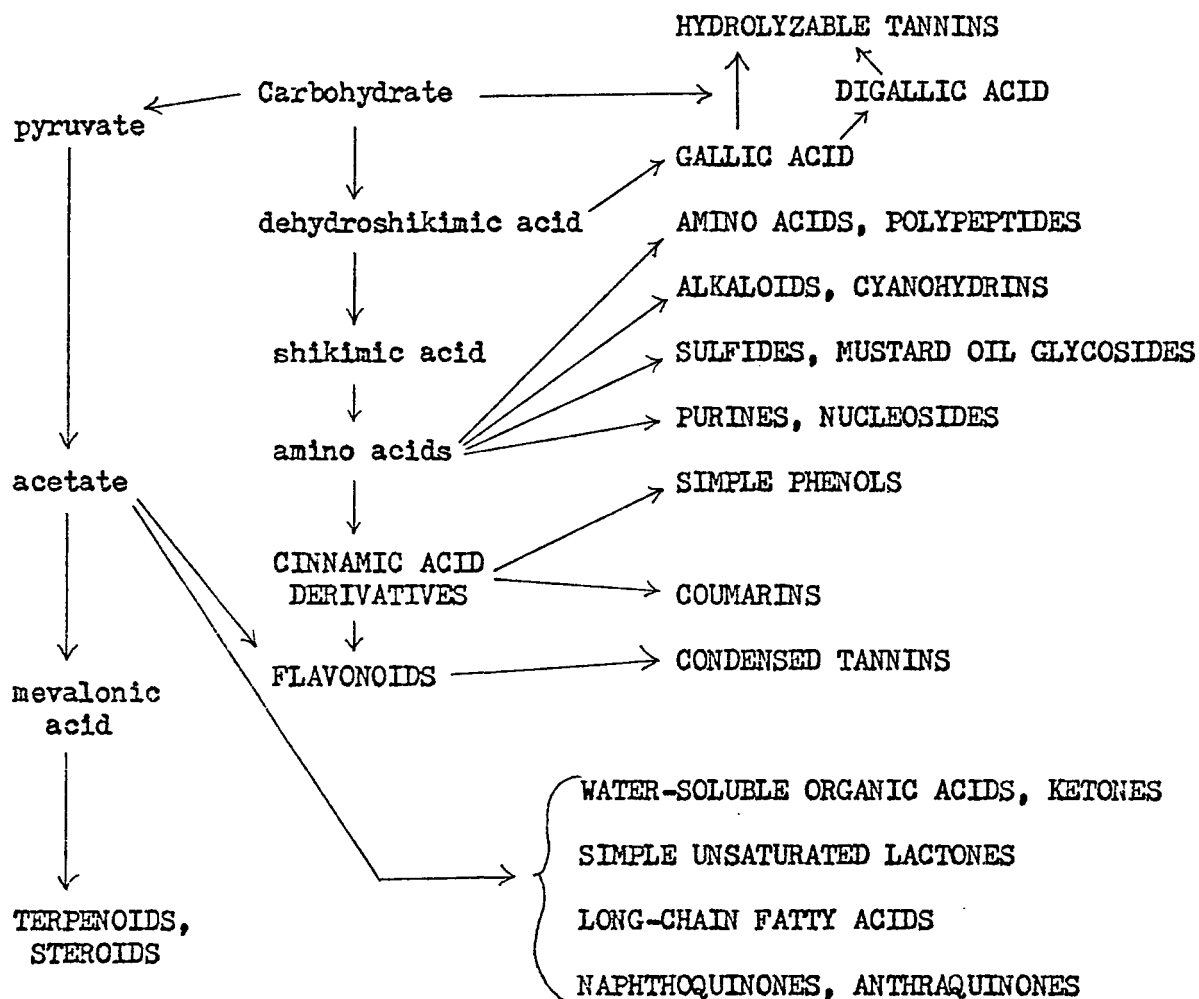 HYDROLYZABLE TANNINS
Carbohydrate
DIGALLIC ACID
pyruvate
GALLIC ACID
dehydroshikimic acid
AMINO ACIDS, POLYPEPTIDES
ALKALOIDS, CYANOHYDRINS
shikimic acid
SULFIDES, MUSTARD OIL GLYCOSIDES
PURINES, NUCLEOSIDES
amino acids
acetate
SIMPLE PHENOLS
CINNAMIC ACID
DERIVATIVES
COUMARINS
FLAVONOIDS
CONDENSED TANNINS
mevalonic
acid
WATER-SOLUBLE ORGANIC ACIDS, KETONES
SIMPLE UNSATURATED LACTONES
TERPENOIDS,
STEROIDS
LONG-CHAIN FATTY ACIDS
NAPHTHOQUINONES, ANTHRAQUINONES